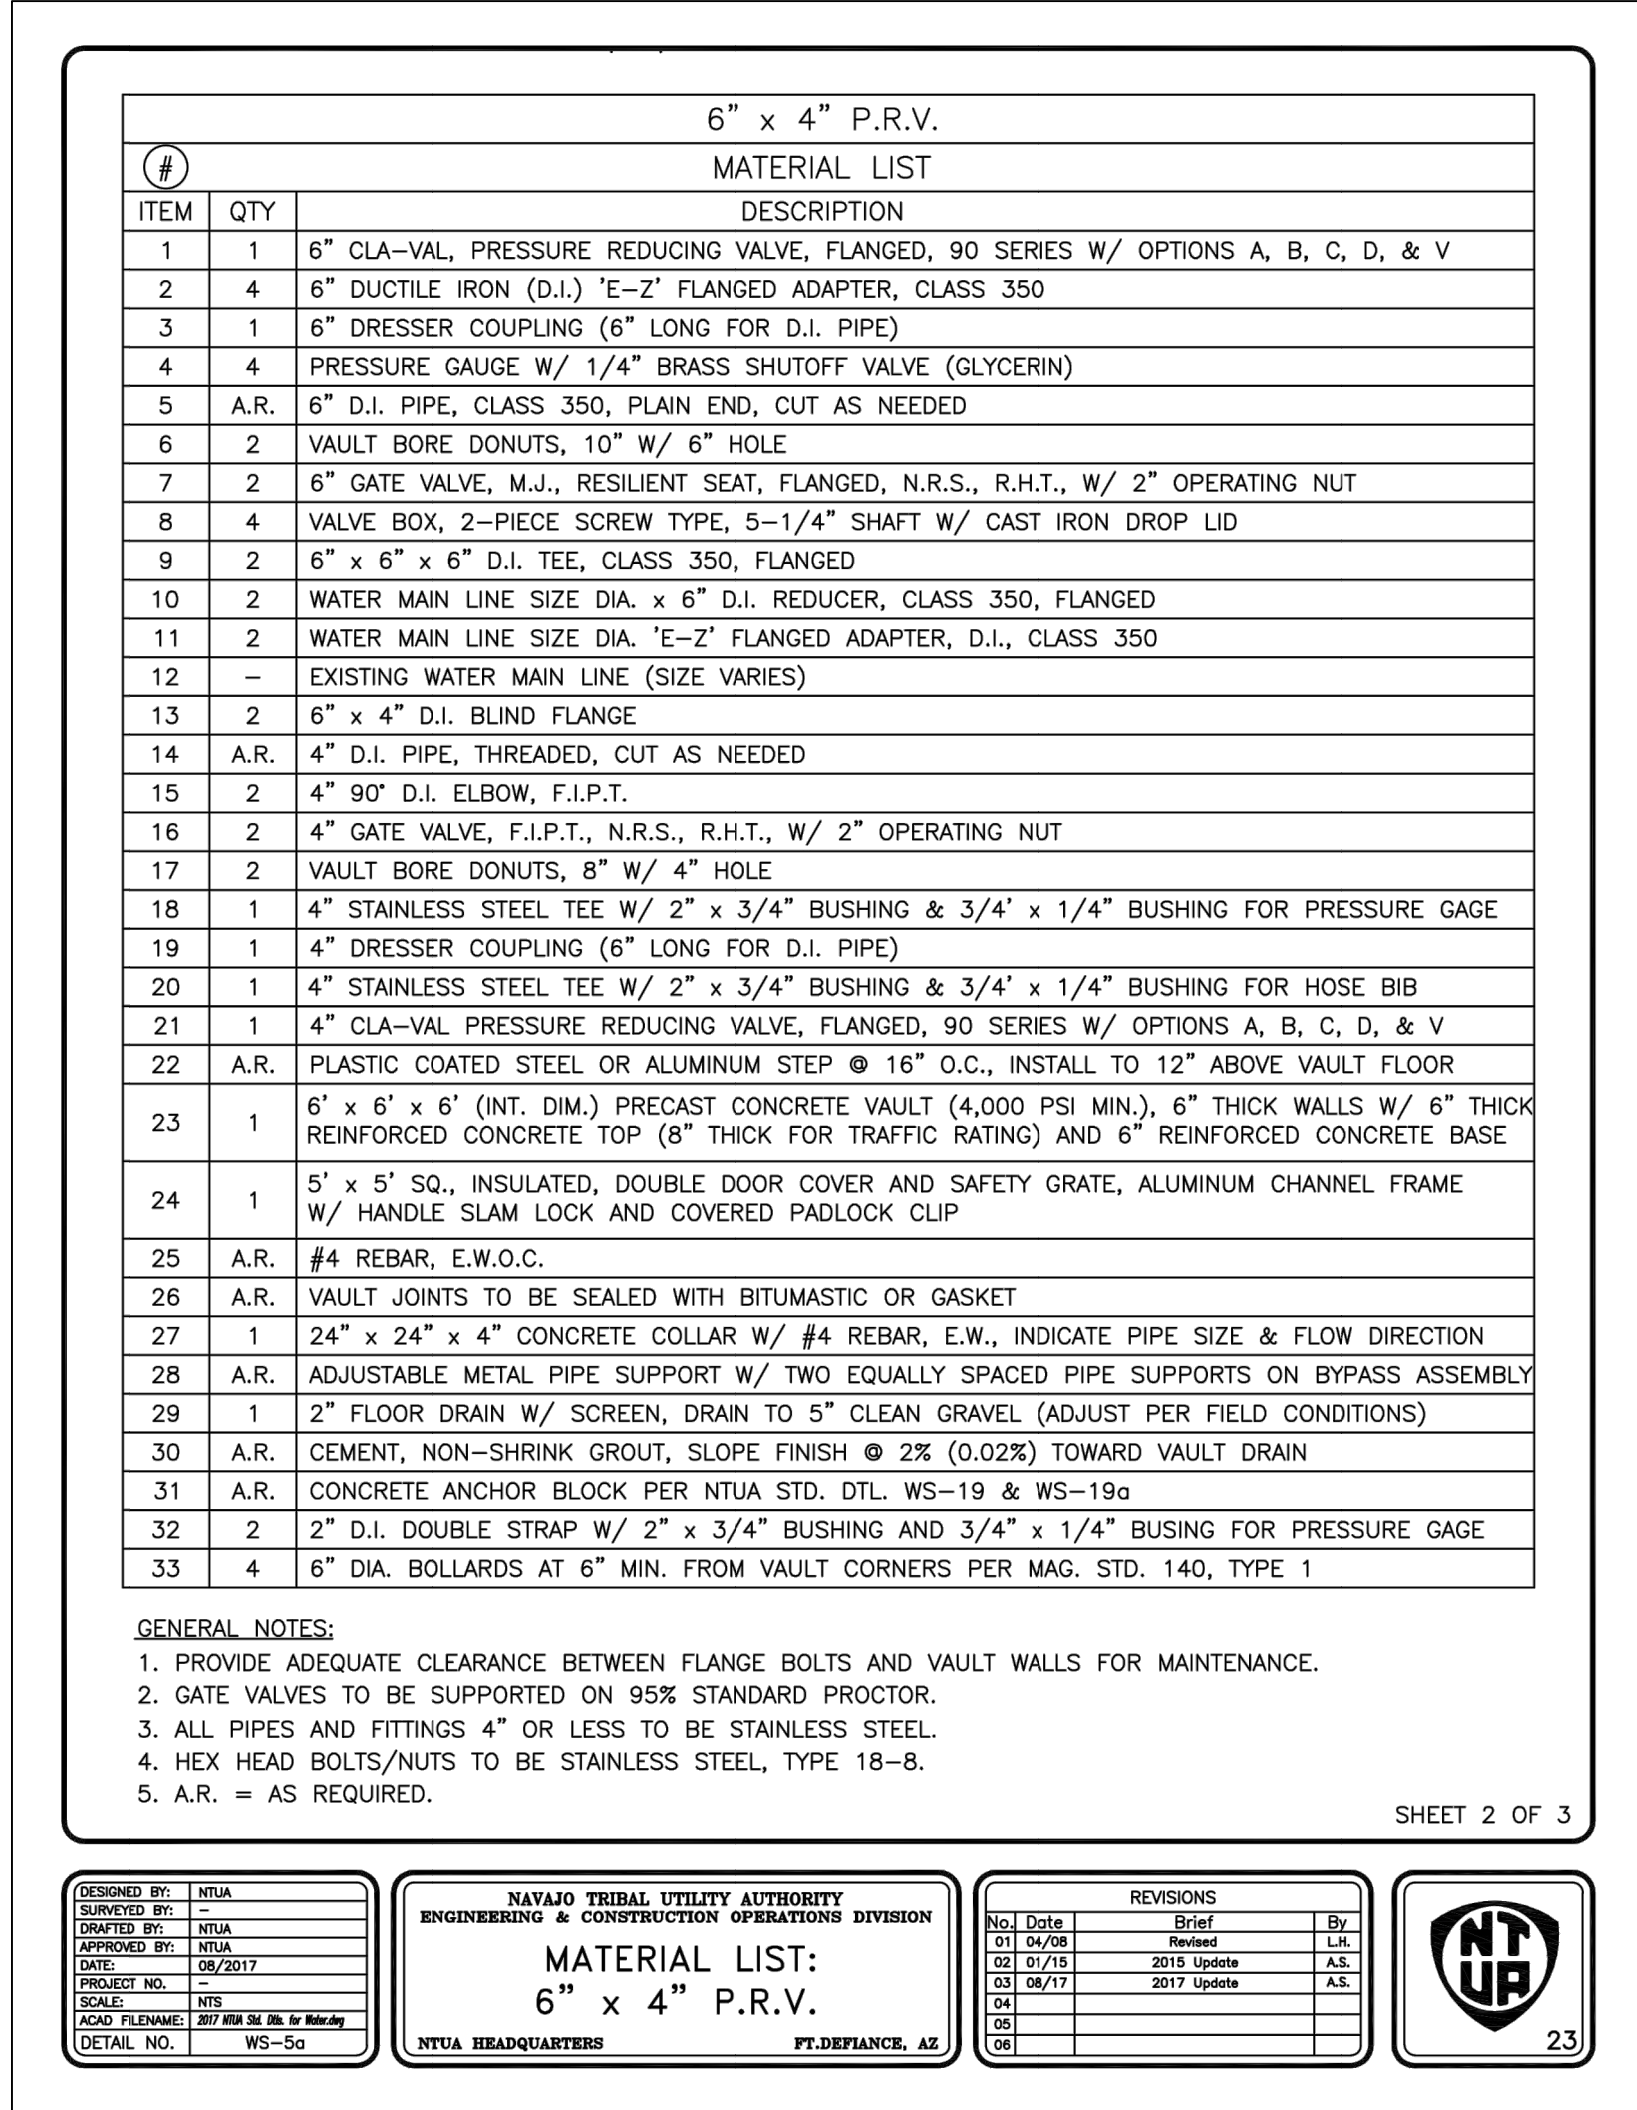 6” x 4” P.R.V.
# MATERIAL LIST
ITEM QTY DESCRIPTION
1 1 6” CLA–VAL, PRESSURE REDUCING VALVE, FLANGED, 90 SERIES W/ OPTIONS A, B, C, D, & V
2 4 6” DUCTILE IRON (D.I.) 'E–Z' FLANGED ADAPTER, CLASS 350
3 1 6” DRESSER COUPLING (6” LONG FOR D.I. PIPE)
4 4 PRESSURE GAUGE W/ 1/4” BRASS SHUTOFF VALVE (GLYCERIN)
5 A.R. 6” D.I. PIPE, CLASS 350, PLAIN END, CUT AS NEEDED
6 2 VAULT BORE DONUTS, 10” W/ 6” HOLE
7 2 6” GATE VALVE, M.J., RESILIENT SEAT, FLANGED, N.R.S., R.H.T., W/ 2” OPERATING NUT
8 4 VALVE BOX, 2–PIECE SCREW TYPE, 5–1/4” SHAFT W/ CAST IRON DROP LID
9 2 6” x 6” x 6” D.I. TEE, CLASS 350, FLANGED
10 2 WATER MAIN LINE SIZE DIA. x 6” D.I. REDUCER, CLASS 350, FLANGED
11 2 WATER MAIN LINE SIZE DIA. 'E–Z' FLANGED ADAPTER, D.I., CLASS 350
12 – EXISTING WATER MAIN LINE (SIZE VARIES)
13 2 6” x 4” D.I. BLIND FLANGE
14 A.R. 4” D.I. PIPE, THREADED, CUT AS NEEDED
15 2 4” 90° D.I. ELBOW, F.I.P.T.
16 2 4” GATE VALVE, F.I.P.T., N.R.S., R.H.T., W/ 2” OPERATING NUT
17 2 VAULT BORE DONUTS, 8” W/ 4” HOLE
18 1 4” STAINLESS STEEL TEE W/ 2” x 3/4” BUSHING & 3/4’ x 1/4” BUSHING FOR PRESSURE GAGE
19 1 4” DRESSER COUPLING (6” LONG FOR D.I. PIPE)
20 1 4” STAINLESS STEEL TEE W/ 2” x 3/4” BUSHING & 3/4’ x 1/4” BUSHING FOR HOSE BIB
21 1 4” CLA–VAL PRESSURE REDUCING VALVE, FLANGED, 90 SERIES W/ OPTIONS A, B, C, D, & V
22 A.R. PLASTIC COATED STEEL OR ALUMINUM STEP @ 16” O.C., INSTALL TO 12” ABOVE VAULT FLOOR
23 1 6’ x 6’ x 6’ (INT. DIM.) PRECAST CONCRETE VAULT (4,000 PSI MIN.), 6” THICK WALLS W/ 6” THICK
REINFORCED CONCRETE TOP (8” THICK FOR TRAFFIC RATING) AND 6” REINFORCED CONCRETE BASE
24 1 5’ x 5’ SQ., INSULATED, DOUBLE DOOR COVER AND SAFETY GRATE, ALUMINUM CHANNEL FRAME
W/ HANDLE SLAM LOCK AND COVERED PADLOCK CLIP
25 A.R. #4 REBAR, E.W.O.C.
26 A.R. VAULT JOINTS TO BE SEALED WITH BITUMASTIC OR GASKET
27 1 24” x 24” x 4” CONCRETE COLLAR W/ #4 REBAR, E.W., INDICATE PIPE SIZE & FLOW DIRECTION
28 A.R. ADJUSTABLE METAL PIPE SUPPORT W/ TWO EQUALLY SPACED PIPE SUPPORTS ON BYPASS ASSEMBLY
29 1 2” FLOOR DRAIN W/ SCREEN, DRAIN TO 5” CLEAN GRAVEL (ADJUST PER FIELD CONDITIONS)
30 A.R. CEMENT, NON–SHRINK GROUT, SLOPE FINISH @ 2% (0.02%) TOWARD VAULT DRAIN
31 A.R. CONCRETE ANCHOR BLOCK PER NTUA STD. DTL. WS–19 & WS–19a
32 2 2” D.I. DOUBLE STRAP W/ 2” x 3/4” BUSHING AND 3/4” x 1/4” BUSING FOR PRESSURE GAGE
33 4 6” DIA. BOLLARDS AT 6” MIN. FROM VAULT CORNERS PER MAG. STD. 140, TYPE 1
GENERAL NOTES:
1. PROVIDE ADEQUATE CLEARANCE BETWEEN FLANGE BOLTS AND VAULT WALLS FOR MAINTENANCE.
2. GATE VALVES TO BE SUPPORTED ON 95% STANDARD PROCTOR.
3. ALL PIPES AND FITTINGS 4” OR LESS TO BE STAINLESS STEEL.
4. HEX HEAD BOLTS/NUTS TO BE STAINLESS STEEL, TYPE 18–8.
5. A.R. = AS REQUIRED.
SHEET 2 OF 3
DESIGNED BY: NTUA
SURVEYED BY: –
DRAFTED BY: NTUA
APPROVED BY: NTUA
DATE: 08/2017
PROJECT NO. –
SCALE: NTS
ACAD FILENAME: 2017 NTUA Std. Dtls. for Water.dwg
DETAIL NO. WS–5a
NAVAJO TRIBAL UTILITY AUTHORITY
ENGINEERING & CONSTRUCTION OPERATIONS DIVISION
MATERIAL LIST:
6” x 4” P.R.V.
NTUA HEADQUARTERS FT.DEFIANCE, AZ
REVISIONS
No. Date Brief By
01 04/08 Revised L.H.
02 01/15 2015 Update A.S.
03 08/17 2017 Update A.S.
04
05
06
NT
UA
23